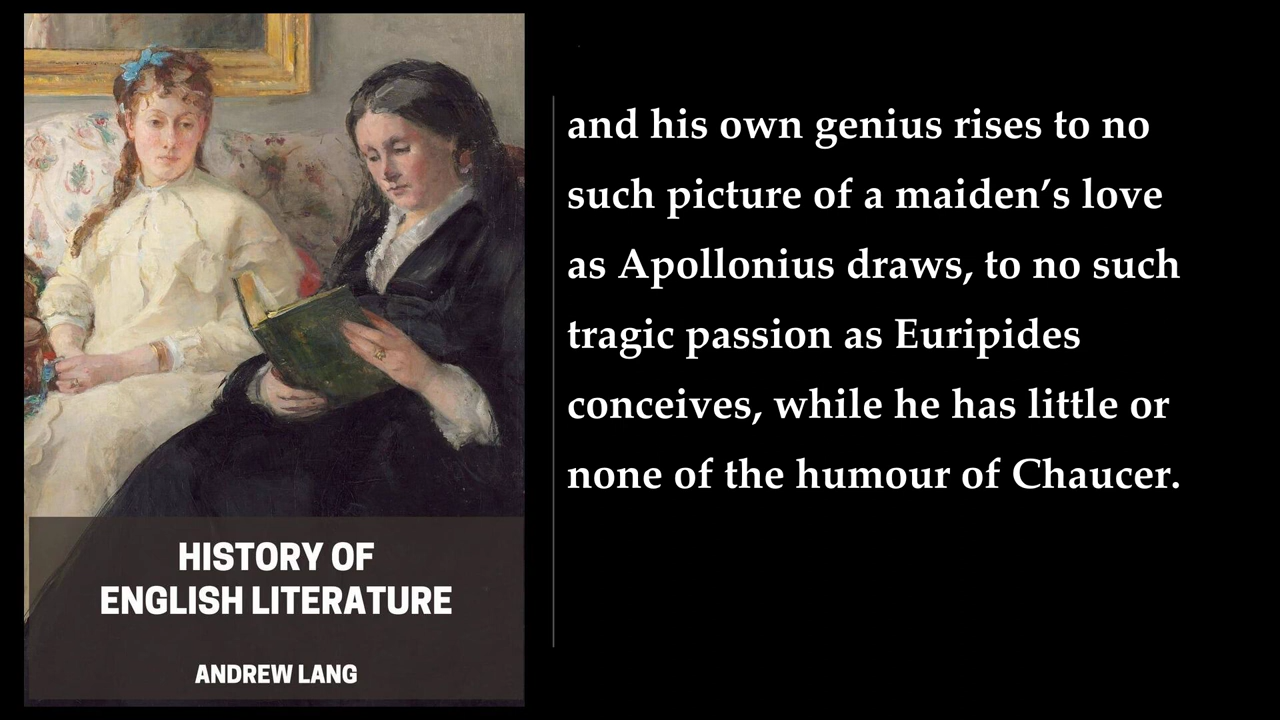 and his own genius rises to no
such picture of a maiden’s love
as Apollonius draws, to no such
tragic passion as Euripides
conceives, while he has little or
none of the humour of Chaucer.
HISTORY OF
ENGLISH LITERATURE
ANDREW LANG